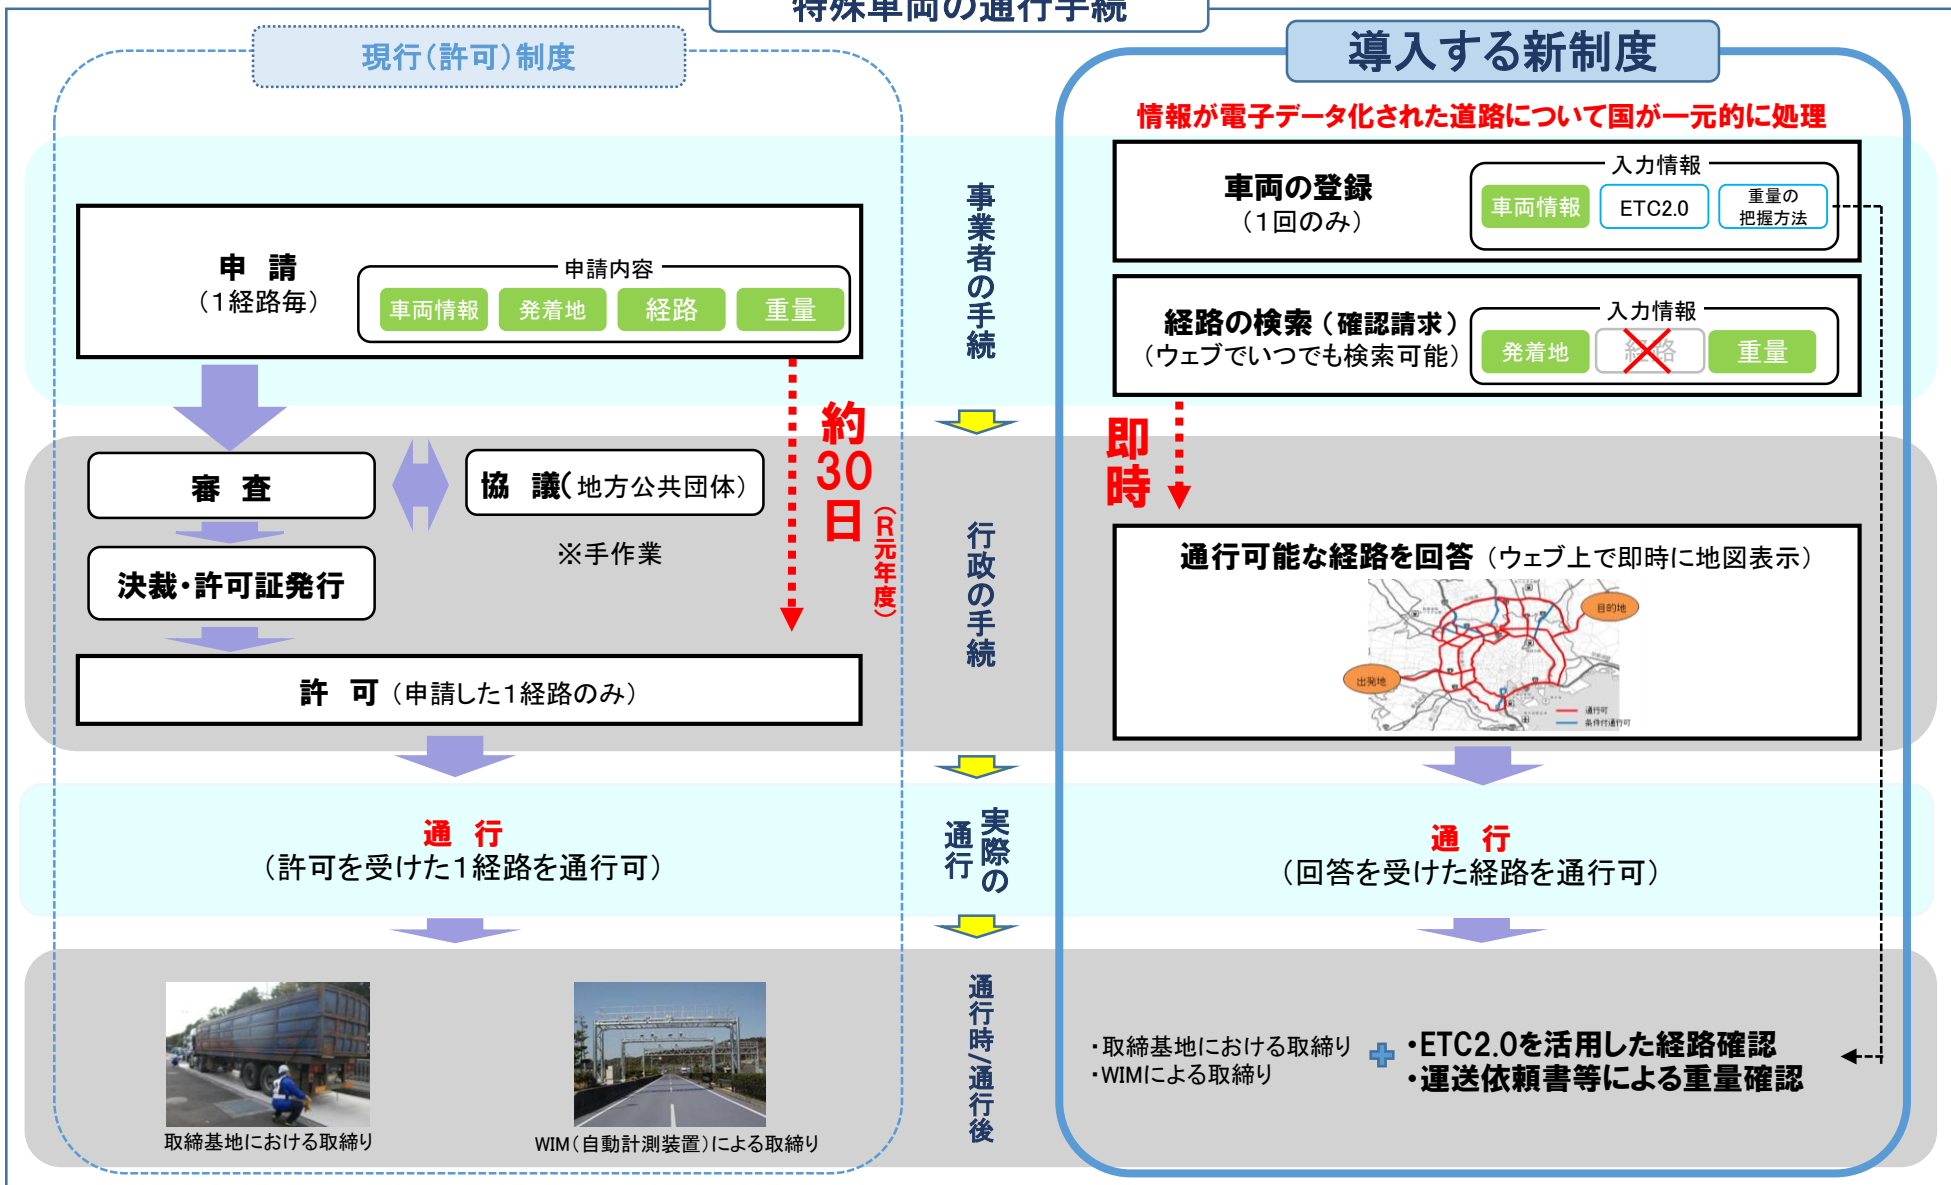 特殊車両の通行手続
現行(許可)制度
導入する新制度
情報が電子データ化された道路について国が一元的に処理
申 請
(1経路毎)
申請内容
車両情報
発着地
経路
重量
約30日
(R元年度)
審 査
協 議(地方公共団体)
※手作業
決裁・許可証発行
許 可 (申請した1経路のみ)
通 行
(許可を受けた1経路を通行可)
取締基地における取締り
WIM(自動計測装置)による取締り
事業者の手続
行政の手続
実際の
通行
通行時/通行後
車両の登録
(1回のみ)
入力情報
車両情報
ETC2.0
重量の
把握方法
経路の検索(確認請求)
(ウェブでいつでも検索可能)
入力情報
発着地
経路
重量
即時
通行可能な経路を回答 (ウェブ上で即時に地図表示)
目的地
出発地
通行可
条件付通行可
通 行
(回答を受けた経路を通行可)
・取締基地における取締り
・WIMによる取締り
・ETC2.0を活用した経路確認
・運送依頼書等による重量確認